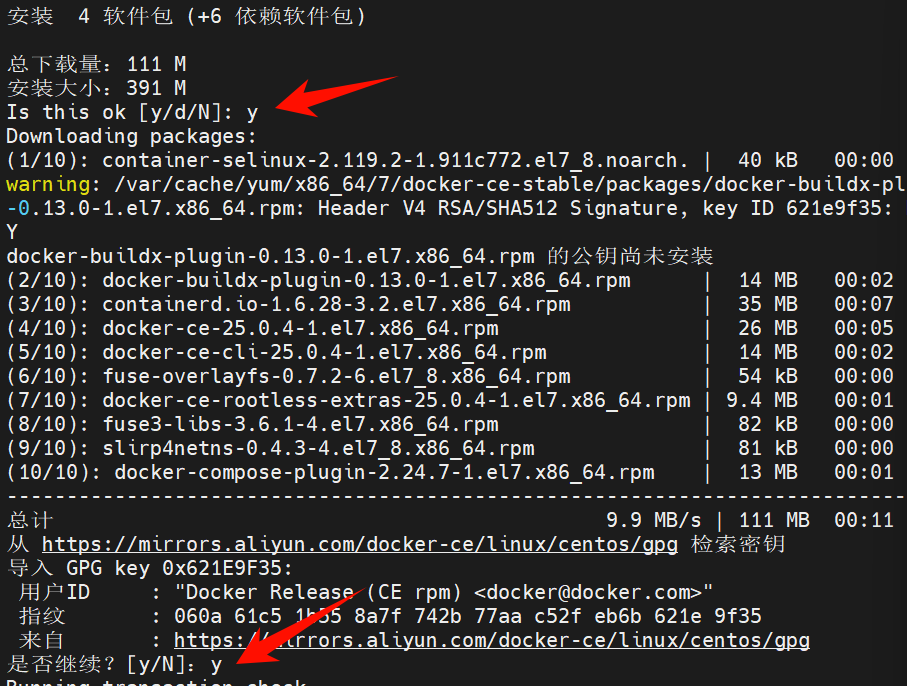 安装  4 软件包 (+6 依赖软件包)
总下载量：111 M
安装大小：391 M
Is this ok [y/d/N]: y
Downloading packages:
(1/10): container-selinux-2.119.2-1.911c772.el7_8.noarch. |  40 kB   00:00
warning: /var/cache/yum/x86_64/7/docker-ce-stable/packages/docker-buildx-pl
-0.13.0-1.el7.x86_64.rpm: Header V4 RSA/SHA512 Signature, key ID 621e9f35:
Y
docker-buildx-plugin-0.13.0-1.el7.x86_64.rpm 的公钥尚未安装
(2/10): docker-buildx-plugin-0.13.0-1.el7.x86_64.rpm      |  14 MB   00:02
(3/10): containerd.io-1.6.28-3.2.el7.x86_64.rpm           |  35 MB   00:07
(4/10): docker-ce-25.0.4-1.el7.x86_64.rpm                 |  26 MB   00:05
(5/10): docker-ce-cli-25.0.4-1.el7.x86_64.rpm             |  14 MB   00:02
(6/10): fuse-overlayfs-0.7.2-6.el7_8.x86_64.rpm           |  54 kB   00:00
(7/10): docker-ce-rootless-extras-25.0.4-1.el7.x86_64.rpm | 9.4 MB   00:01
(8/10): fuse3-libs-3.6.1-4.el7.x86_64.rpm                 |  82 kB   00:00
(9/10): slirp4netns-0.4.3-4.el7_8.x86_64.rpm              |  81 kB   00:00
(10/10): docker-compose-plugin-2.24.7-1.el7.x86_64.rpm    |  13 MB   00:01
---------------------------------------------------------------------------
总计                                              9.9 MB/s | 111 MB  00:11
从 https://mirrors.aliyun.com/docker-ce/linux/centos/gpg 检索密钥
导入 GPG key 0x621E9F35:
 用户ID     : "Docker Release (CE rpm) <docker@docker.com>"
 指纹       : 060a 61c5 1b55 8a7f 742b 77aa c52f eb6b 621e 9f35
 来自       : https://mirrors.aliyun.com/docker-ce/linux/centos/gpg
是否继续？[y/N]：y
Running transaction check